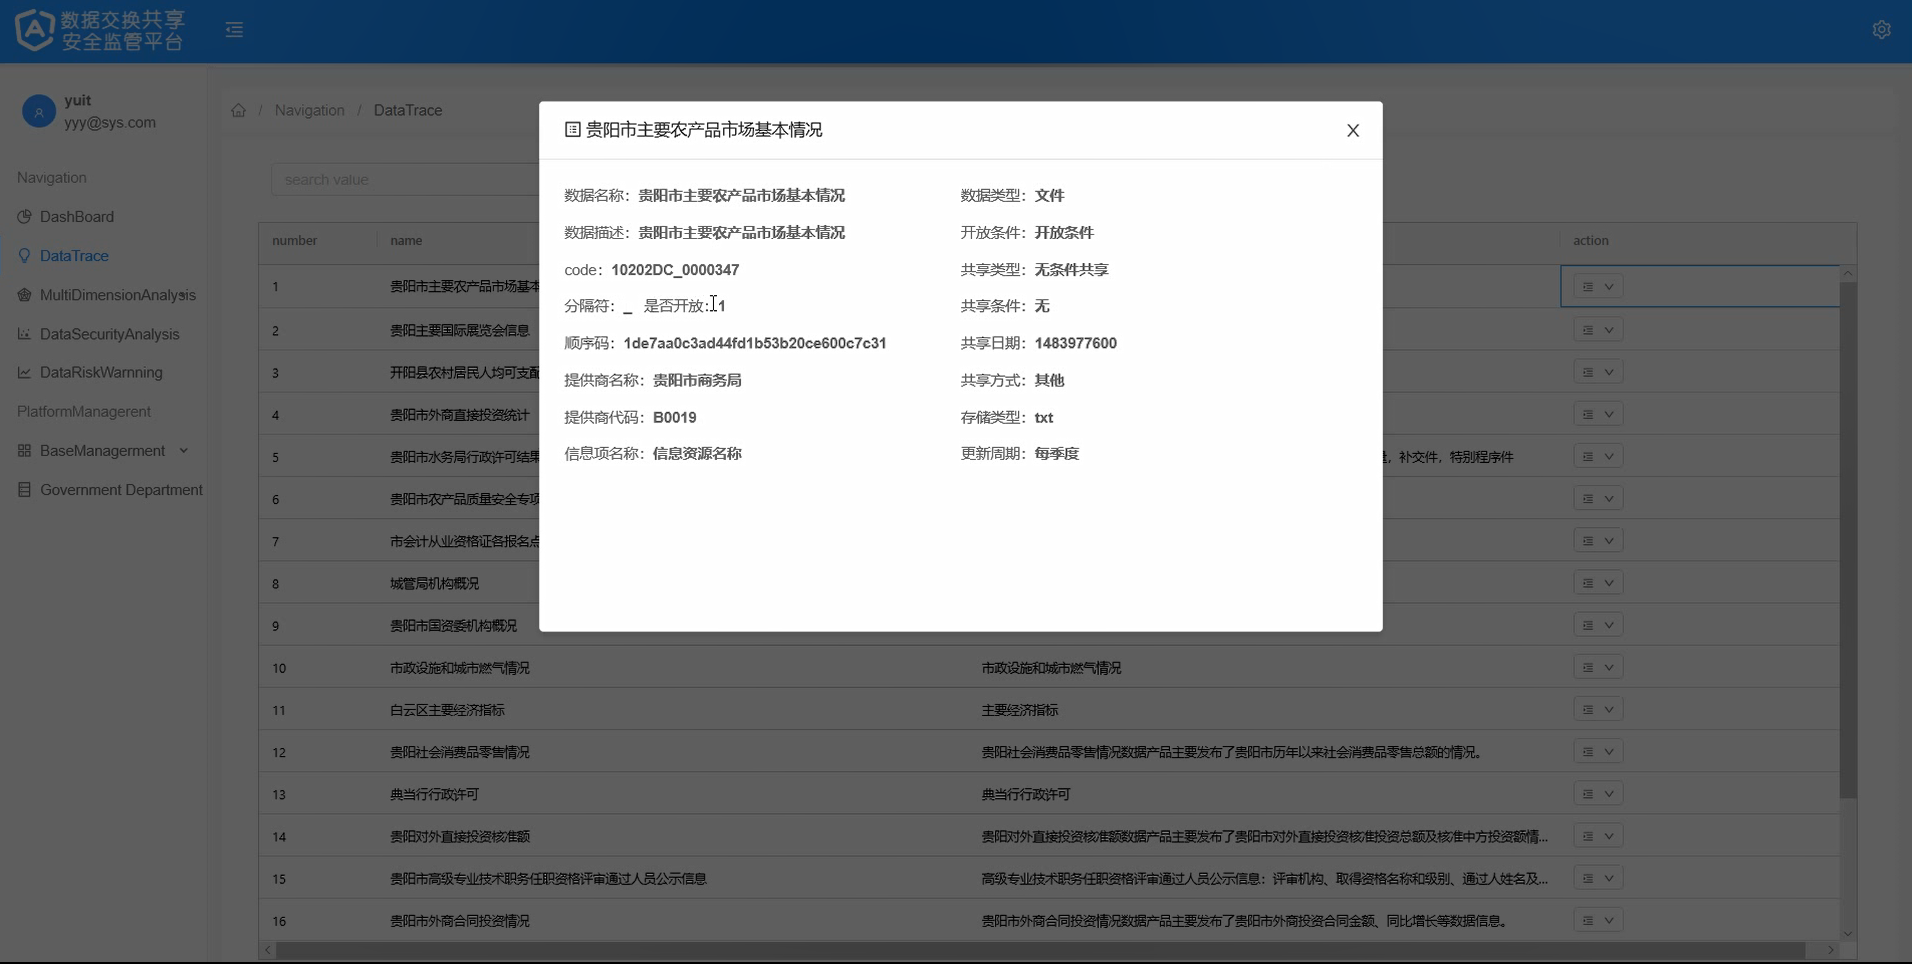 数据交换共享
安全监管平台
yuit
yyy@sys.com
Navigation
DashBoard
DataTrace
MultiDimensionAnalysis
DataSecurityAnalysis
DataRiskWarnning
PlatformManagerent
BaseManagerment
Government Department
/ Navigation / DataTrace
search value
number name action
1 贵阳市主要农产品市场基本
2 贵阳主要国际展览会信息
3 开阳县农村居民人均可支配
4 贵阳市外商直接投资统计
5 贵阳市水务局行政许可结果 ，补交件，特别程序件
6 贵阳市农产品质量安全专项
7 市会计从业资格证各报名点
8 城管局机构概况
9 贵阳市国资委机构概况
10 市政设施和城市燃气情况 市政设施和城市燃气情况
11 白云区主要经济指标 主要经济指标
12 贵阳社会消费品零售情况 贵阳社会消费品零售情况数据产品主要发布了贵阳市历年以来社会消费品零售总额的情况。
13 典当行行政许可 典当行行政许可
14 贵阳对外直接投资核准额 贵阳对外直接投资核准额数据产品主要发布了贵阳市对外直接投资核准投资总额及核准中方投资额情...
15 贵阳市高级专业技术职务任职资格评审通过人员公示信息 高级专业技术职务任职资格评审通过人员公示信息：评审机构、取得资格名称和级别、通过人姓名及...
16 贵阳市外商合同投资情况 贵阳市外商合同投资情况数据产品主要发布了贵阳市外商投资合同金额、同比增长等数据信息。
贵阳市主要农产品市场基本情况
数据名称：贵阳市主要农产品市场基本情况 数据类型：文件
数据描述：贵阳市主要农产品市场基本情况 开放条件：开放条件
code：10202DC_0000347 共享类型：无条件共享
分隔符：_ 是否开放：1 共享条件：无
顺序码：1de7aa0c3ad44fd1b53b20ce600c7c31 共享日期：1483977600
提供商名称：贵阳市商务局 共享方式：其他
提供商代码：B0019 存储类型：txt
信息项名称：信息资源名称 更新周期：每季度